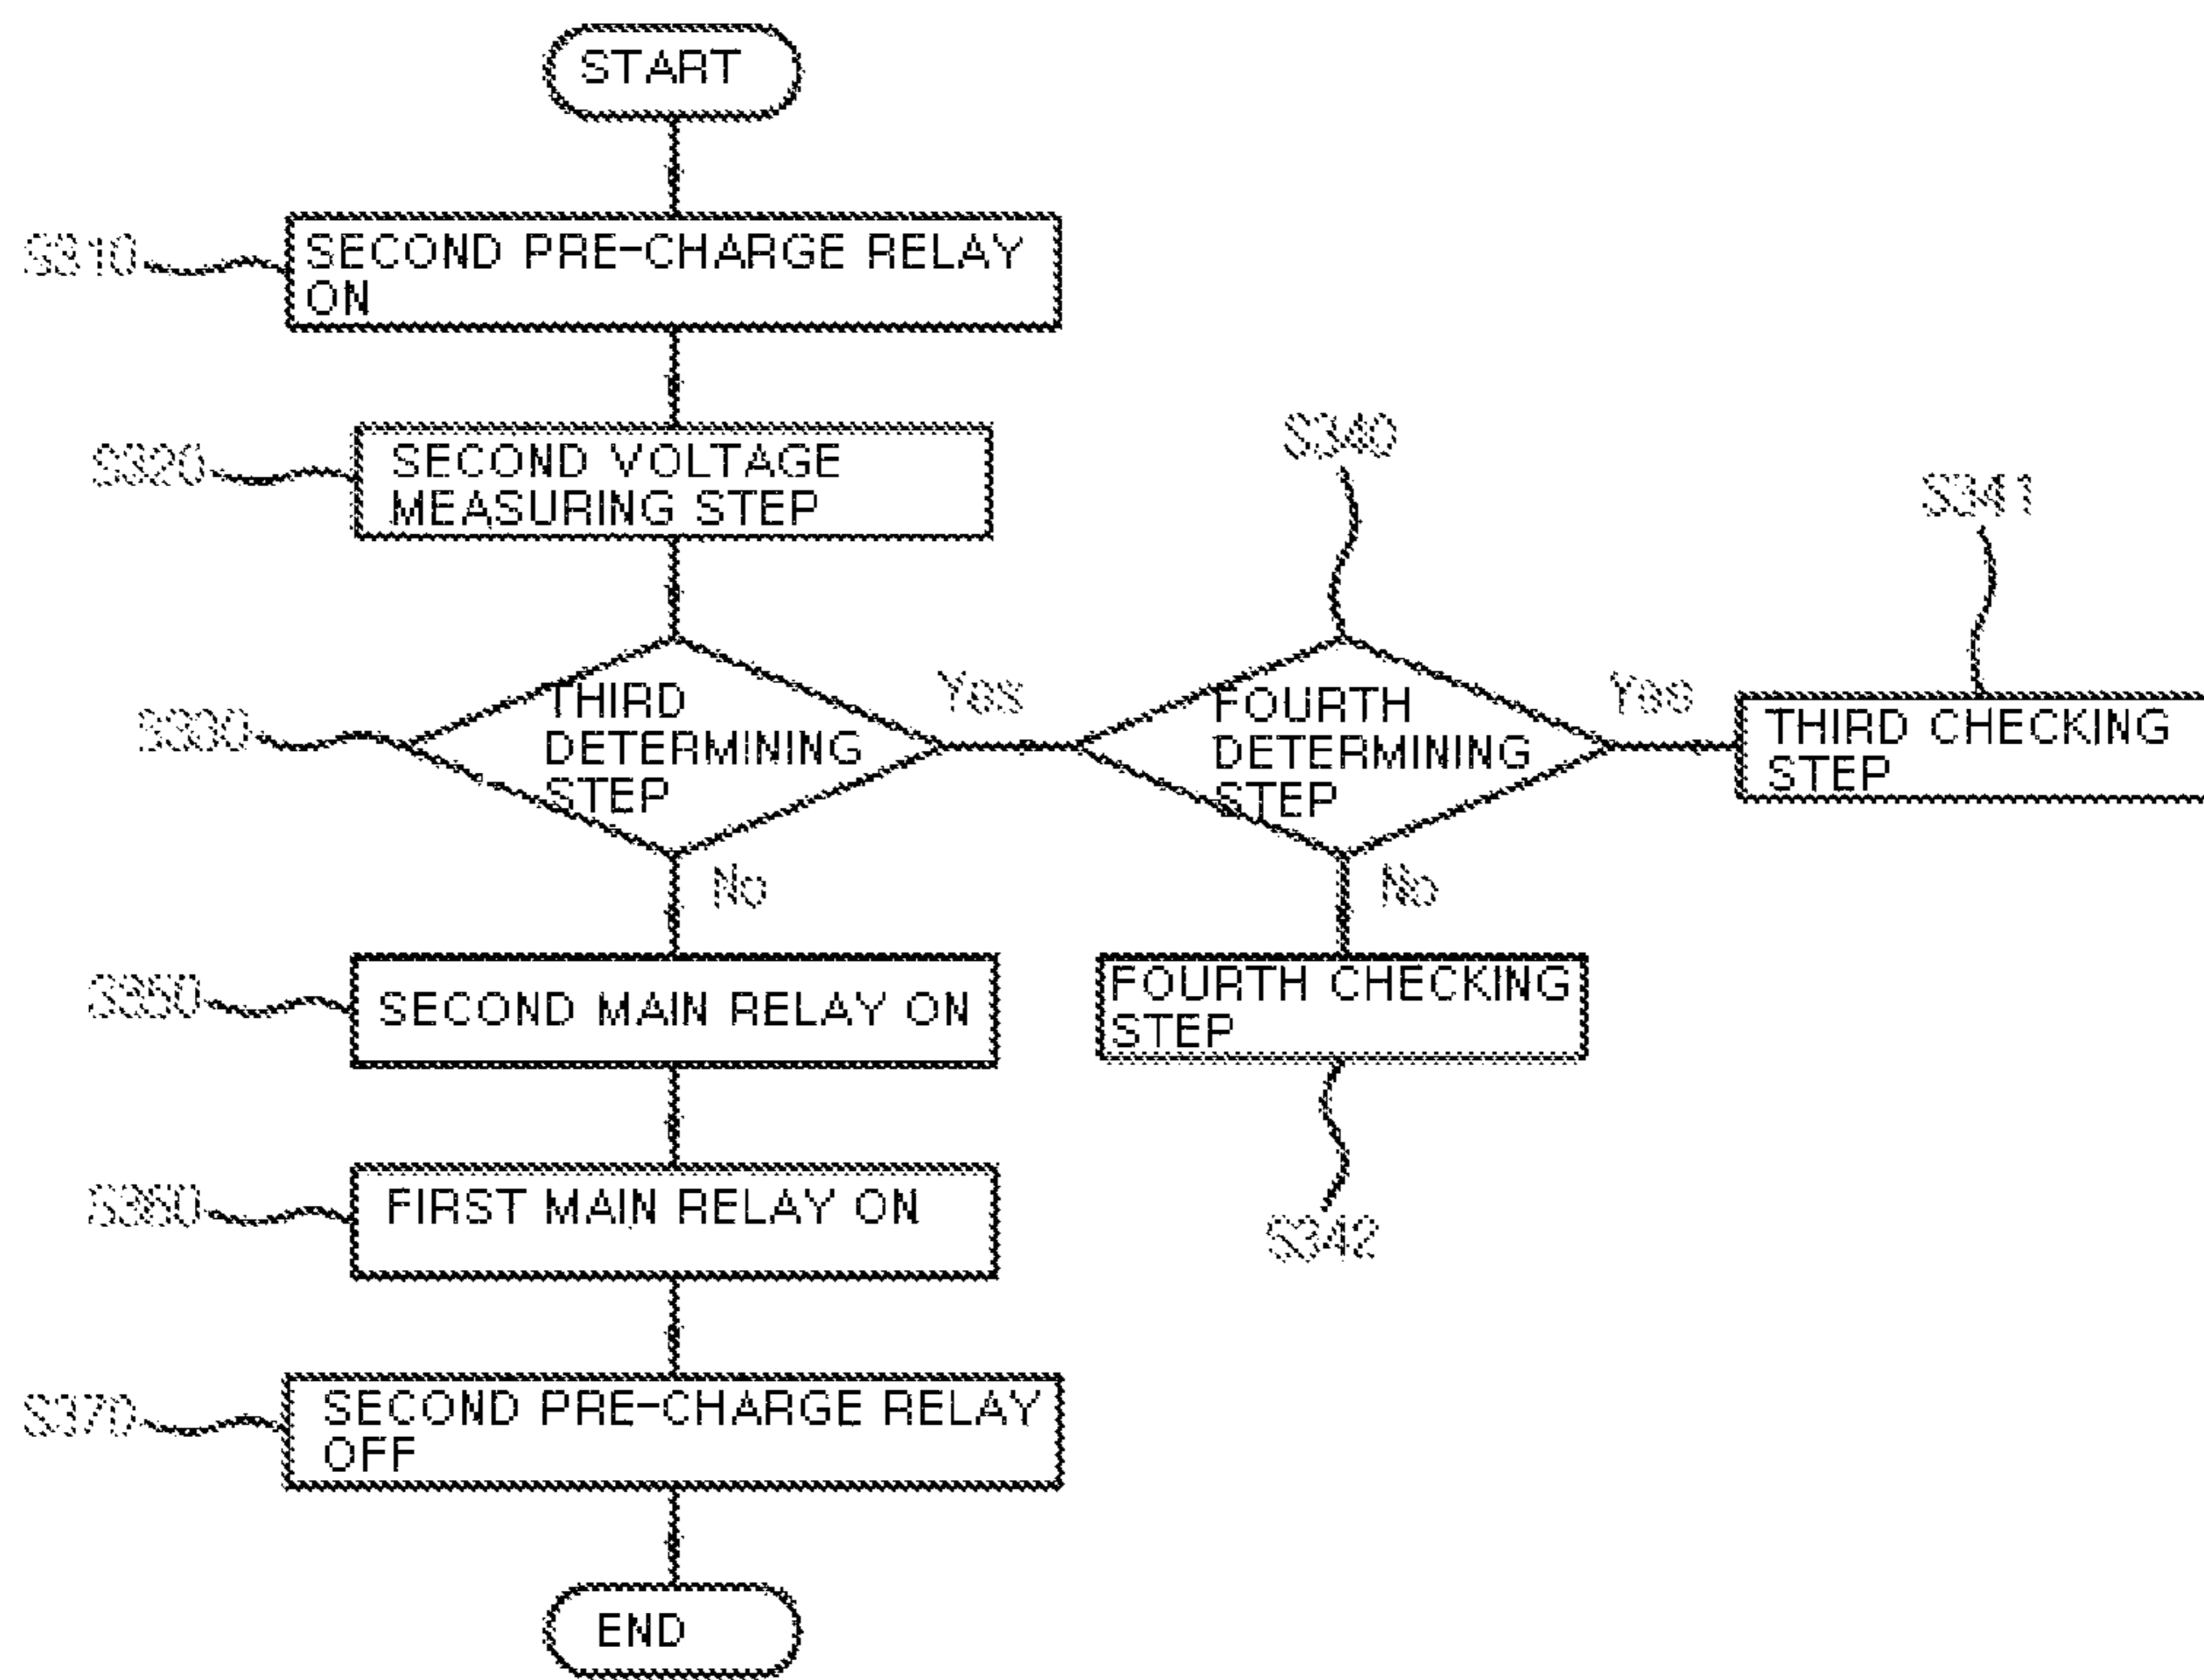 START
S310
SECOND PRE-CHARGE RELAY
ON
S320
SECOND VOLTAGE
MEASURING STEP
S340
S341
THIRD
DETERMINING
STEP
Yes
FOURTH
DETERMINING
STEP
Yes
THIRD CHECKING
STEP
No
No
S350
SECOND MAIN RELAY ON
FOURTH CHECKING
STEP
S360
FIRST MAIN RELAY ON
S342
S370
SECOND PRE-CHARGE RELAY
OFF
END